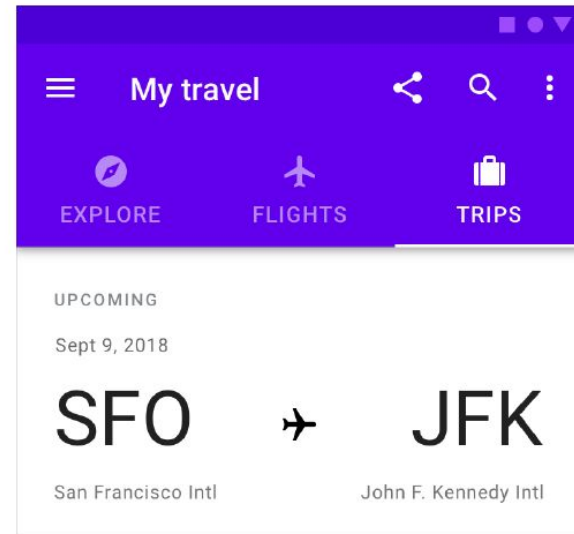 My travel
EXPLORE FLIGHTS TRIPS
UPCOMING
Sept 9, 2018
SFO JFK
San Francisco Intl John F. Kennedy Intl